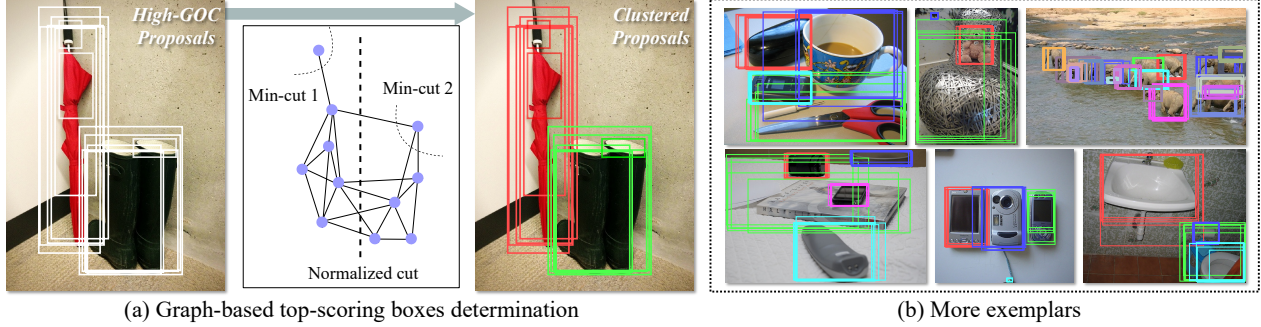 High-GOC
Proposals
Min-cut 1
Min-cut 2
Normalized cut
Clustered
Proposals
(a) Graph-based top-scoring boxes determination
(b) More exemplars